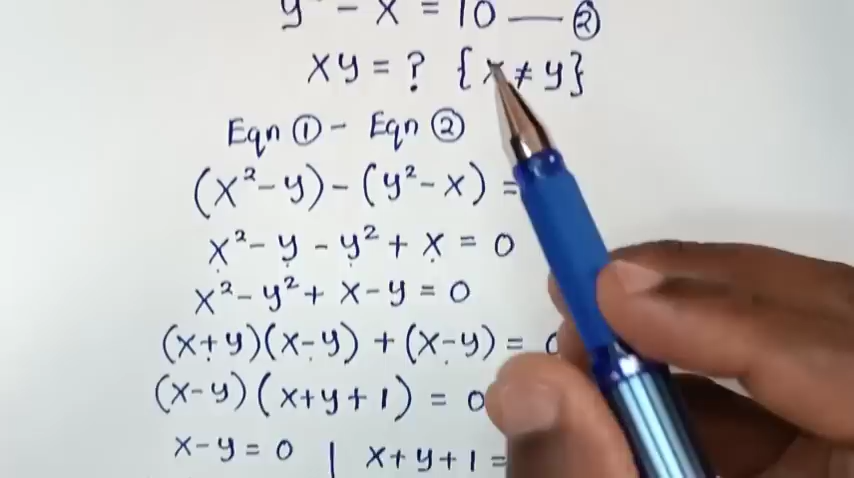 y² - x = 10 — ②
xy = ? {x ≠ y}
Eqn ① - Eqn ②
(x² - y) - (y² - x) =
x² - y - y² + x = 0
x² - y² + x - y = 0
(x + y)(x - y) + (x - y) = 0
(x - y)(x + y + 1) = 0
x - y = 0 | x + y + 1 =